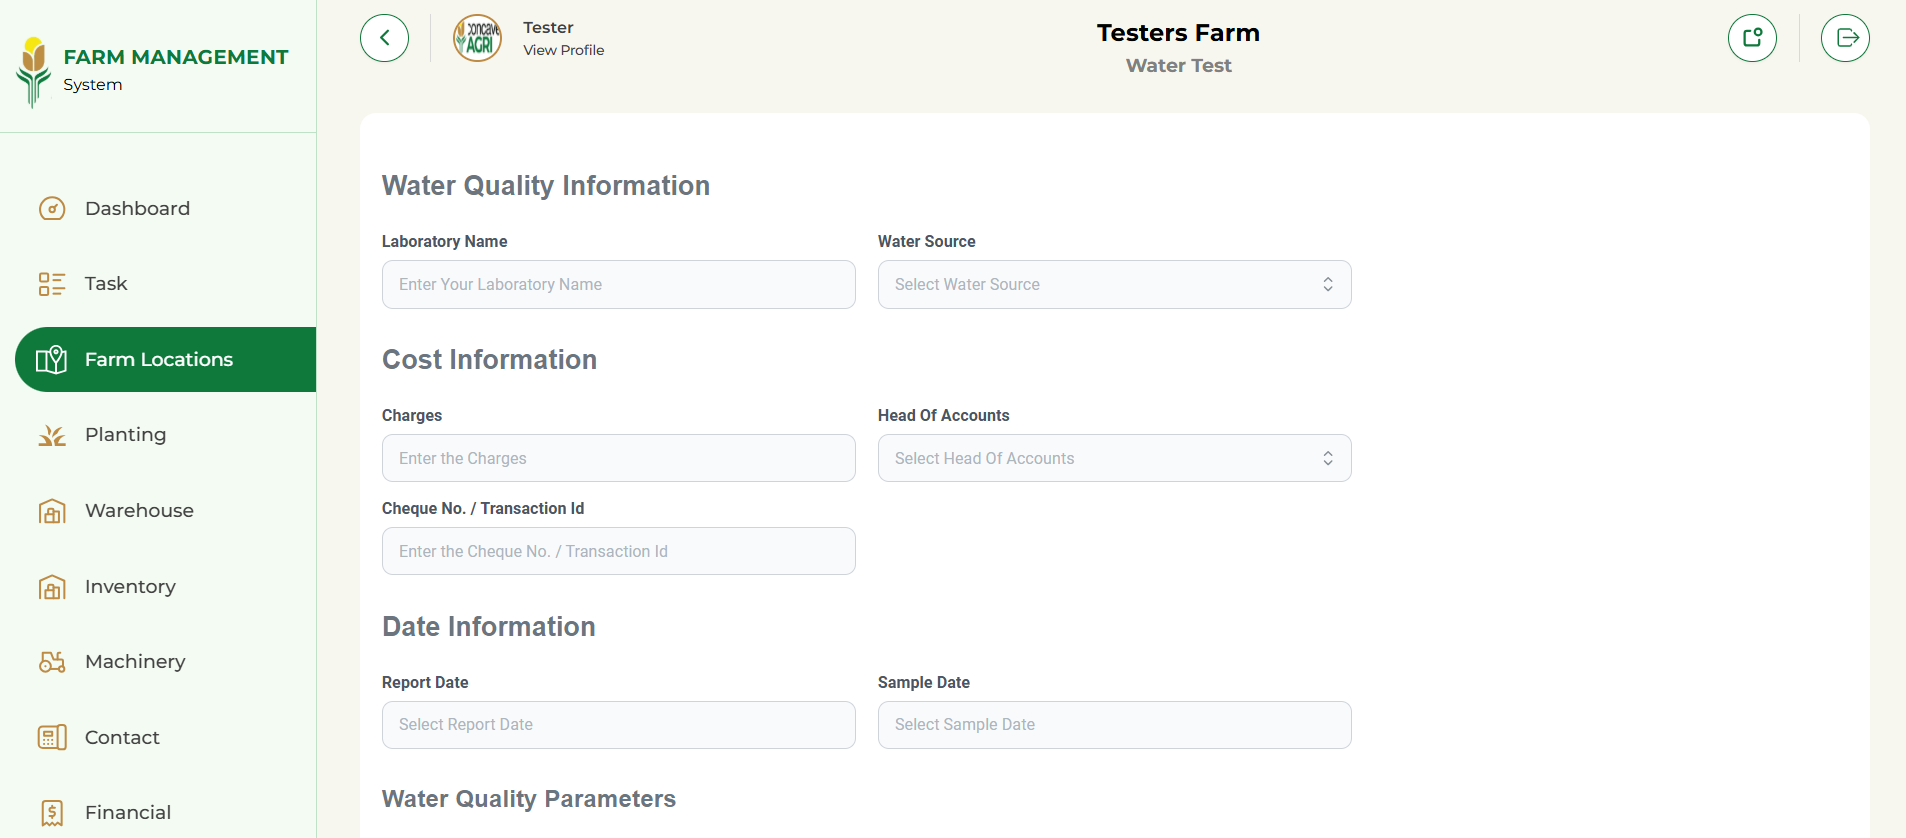 FARM MANAGEMENT
System
Dashboard
Task
Farm Locations
Planting
Warehouse
Inventory
Machinery
Contact
Financial
CONCAVE
AGRI
Tester
View Profile
Testers Farm
Water Test
Water Quality Information
Laboratory Name
Water Source
Enter Your Laboratory Name
Select Water Source
Cost Information
Charges
Head Of Accounts
Enter the Charges
Select Head Of Accounts
Cheque No. / Transaction Id
Enter the Cheque No. / Transaction Id
Date Information
Report Date
Sample Date
Select Report Date
Select Sample Date
Water Quality Parameters